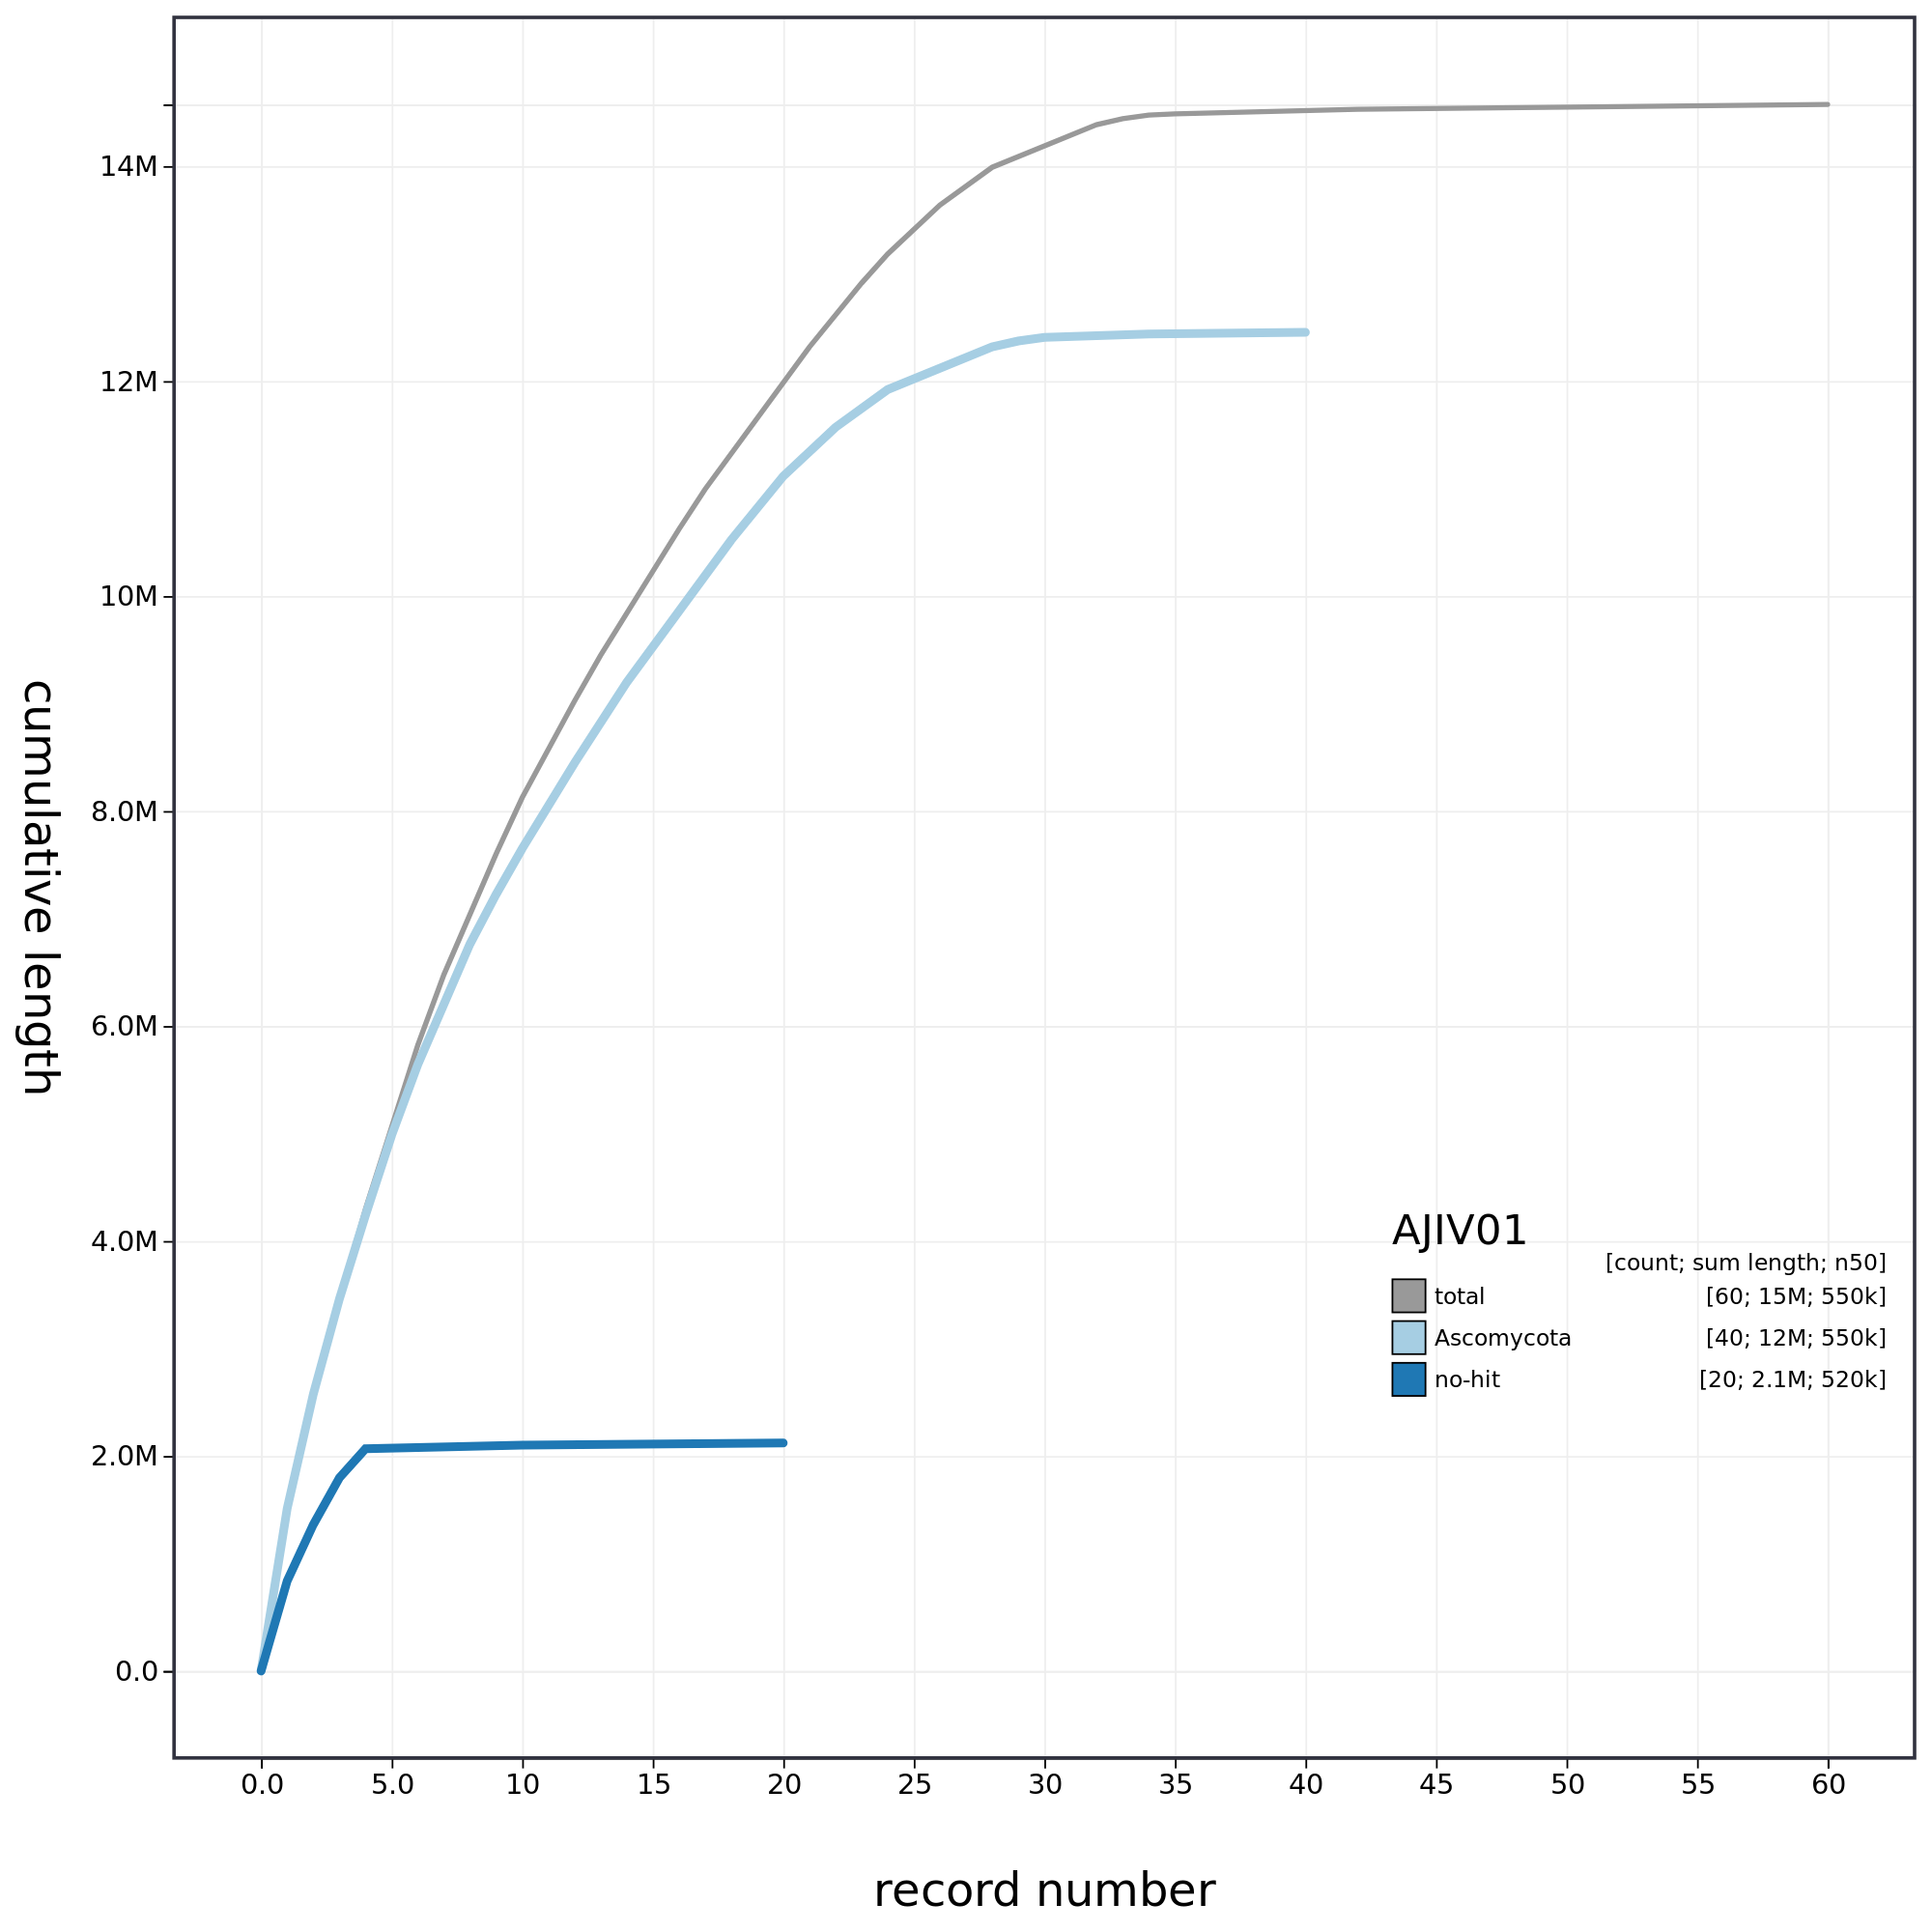 14M
12M
10M
8.0M
6.0M
4.0M
2.0M
0.0
cumulative length
0.0 5.0 10 15 20 25 30 35 40 45 50 55 60
record number
AJIV01
[count; sum length; n50]
total [60; 15M; 550k]
Ascomycota [40; 12M; 550k]
no-hit [20; 2.1M; 520k]